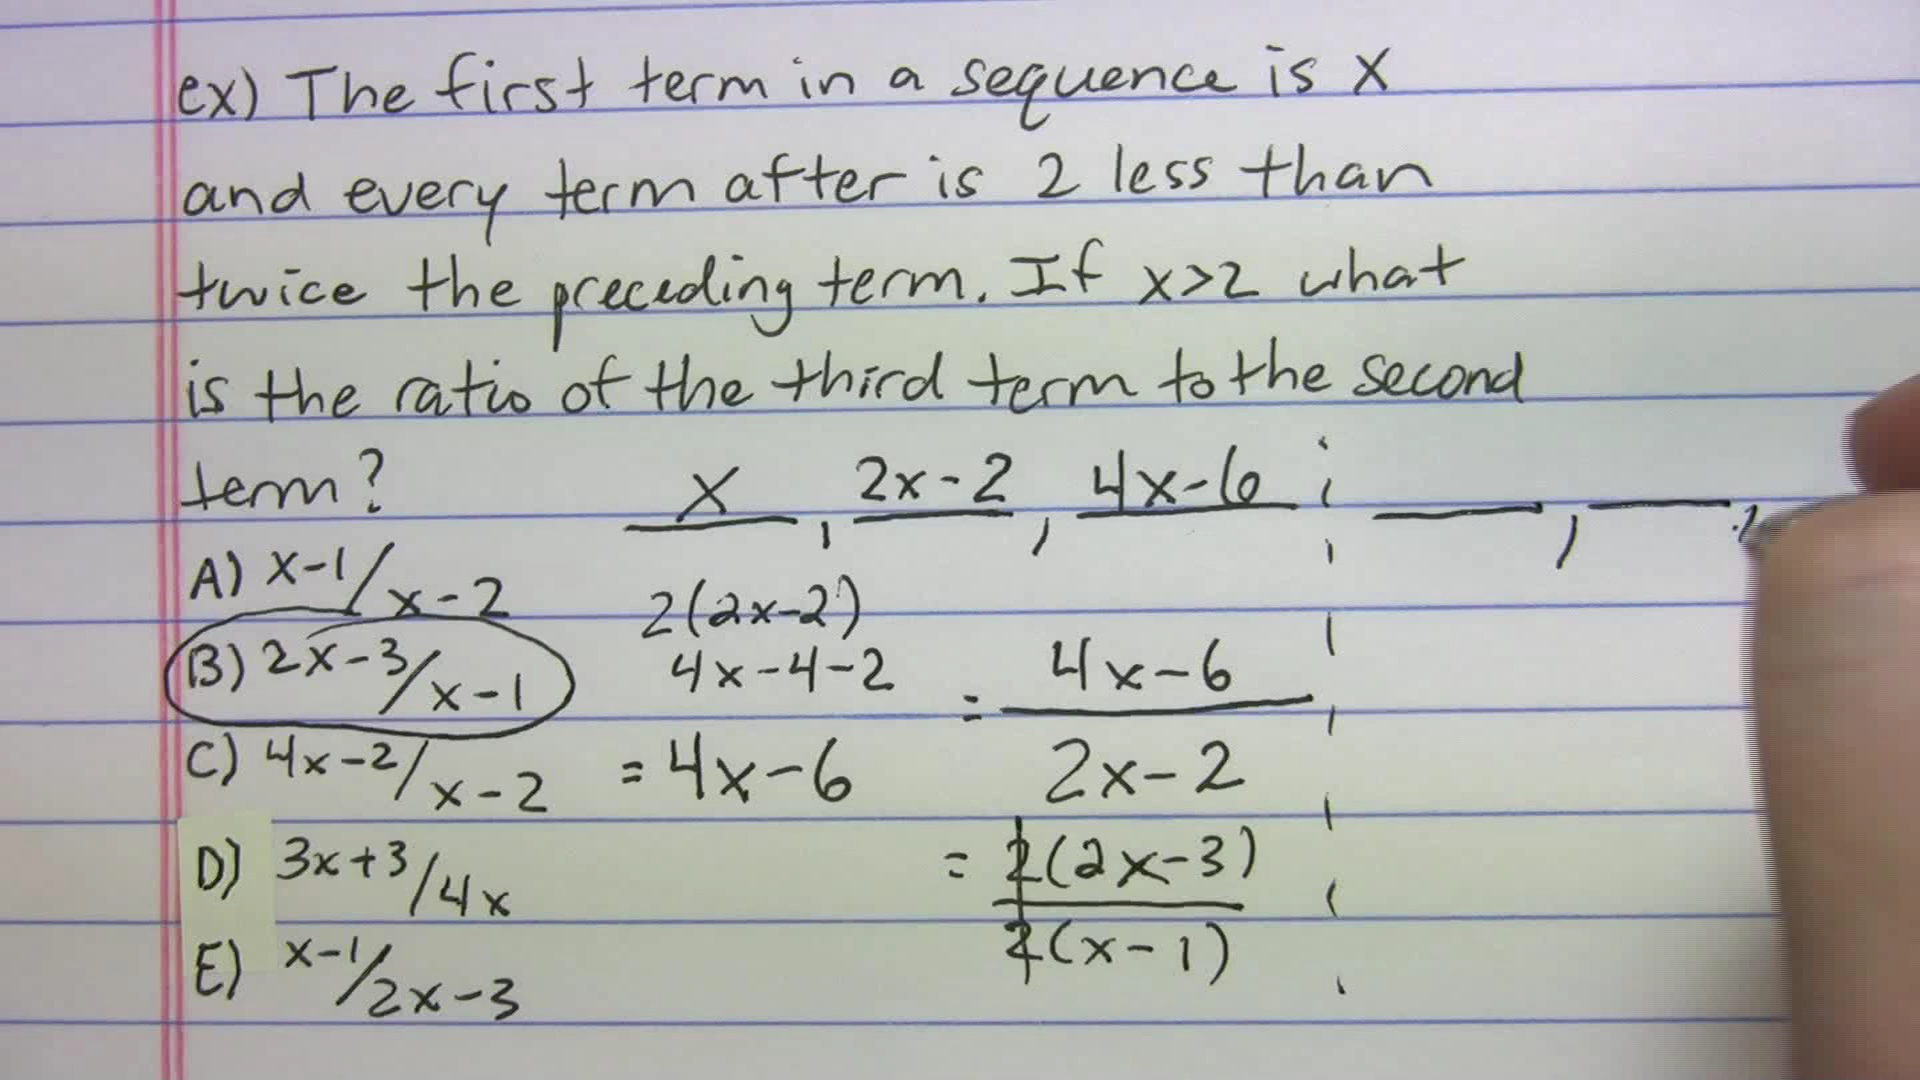 ex) The first term in a sequence is x
and every term after is 2 less than
twice the preceding term. If x>2 what
is the ratio of the third term to the second
term? x , 2x-2 , 4x-6 , ,
A) x-1/x-2
2(2x-2)
B) 2x-3/x-1
4x-4-2
= 4x-6
2x-2
C) 4x-2/x-2
= 4x-6
D) 3x+3/4x
= 2(2x-3)
2(x-1)
E) x-1/2x-3